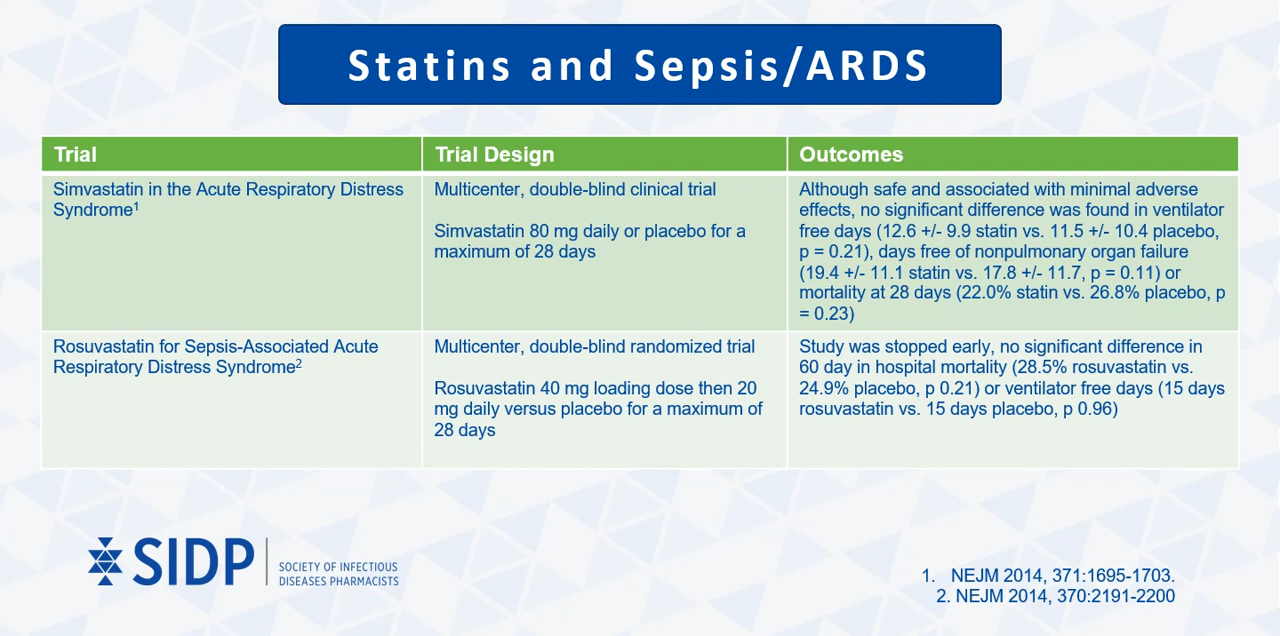 Statins and Sepsis/ARDS
Trial
Trial Design
Outcomes
Simvastatin in the Acute Respiratory Distress
Syndrome1
Multicenter, double-blind clinical trial
Simvastatin 80 mg daily or placebo for a
maximum of 28 days
Although safe and associated with minimal adverse
effects, no significant difference was found in ventilator
free days (12.6 +/- 9.9 statin vs. 11.5 +/- 10.4 placebo,
p = 0.21), days free of nonpulmonary organ failure
(19.4 +/- 11.1 statin vs. 17.8 +/- 11.7, p = 0.11) or
mortality at 28 days (22.0% statin vs. 26.8% placebo, p
= 0.23)
Rosuvastatin for Sepsis-Associated Acute
Respiratory Distress Syndrome2
Multicenter, double-blind randomized trial
Rosuvastatin 40 mg loading dose then 20
mg daily versus placebo for a maximum of
28 days
Study was stopped early, no significant difference in
60 day in hospital mortality (28.5% rosuvastatin vs.
24.9% placebo, p 0.21) or ventilator free days (15 days
rosuvastatin vs. 15 days placebo, p 0.96)
SIDP
SOCIETY OF INFECTIOUS
DISEASES PHARMACISTS
1. NEJM 2014, 371:1695-1703.
2. NEJM 2014, 370:2191-2200